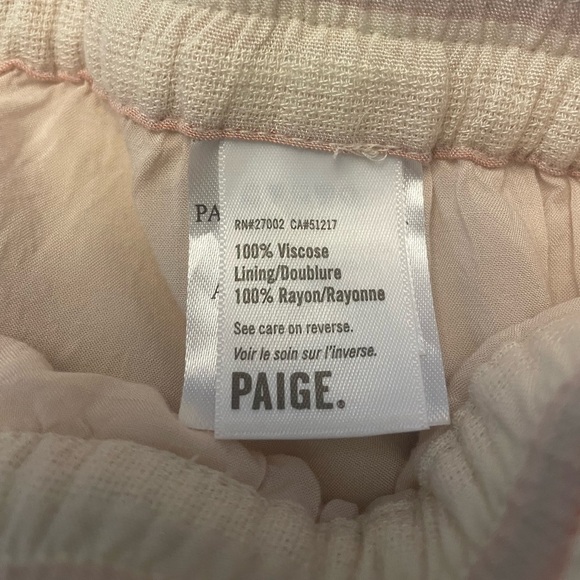 PA
A
RN#27002 CA#51217
100% Viscose
Lining/Doublure
100% Rayon/Rayonne
See care on reverse.
Voir le soin sur l'inverse.
PAIGE.